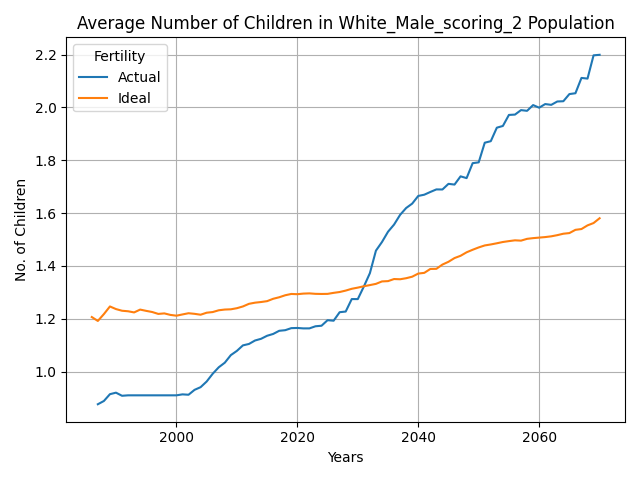 Average Number of Children in White_Male_scoring_2 Population
Fertility
Actual
Ideal
No. of Children
2.2
2.0
1.8
1.6
1.4
1.2
1.0
2000
2020
2040
2060
Years